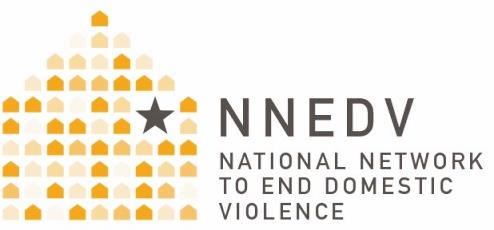 NNEDV
NATIONAL NETWORK
TO END DOMESTIC
VIOLENCE